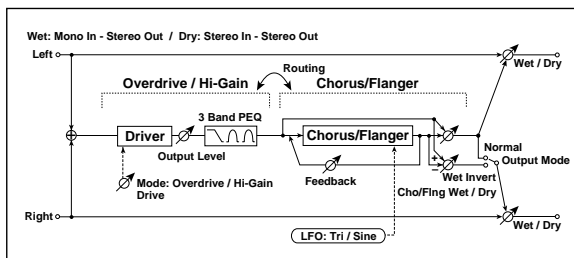 Wet: Mono In - Stereo Out / Dry: Stereo In - Stereo Out
Left
Wet / Dry
Routing
Overdrive / Hi-Gain
Chorus/Flanger
3 Band PEQ
Driver
Chorus/Flanger
Output Level
Normal
Output Mode
+
−
Wet Invert
Mode: Overdrive / Hi-Gain
Drive
Feedback
Cho/Flng Wet / Dry
Right
Wet / Dry
LFO: Tri / Sine